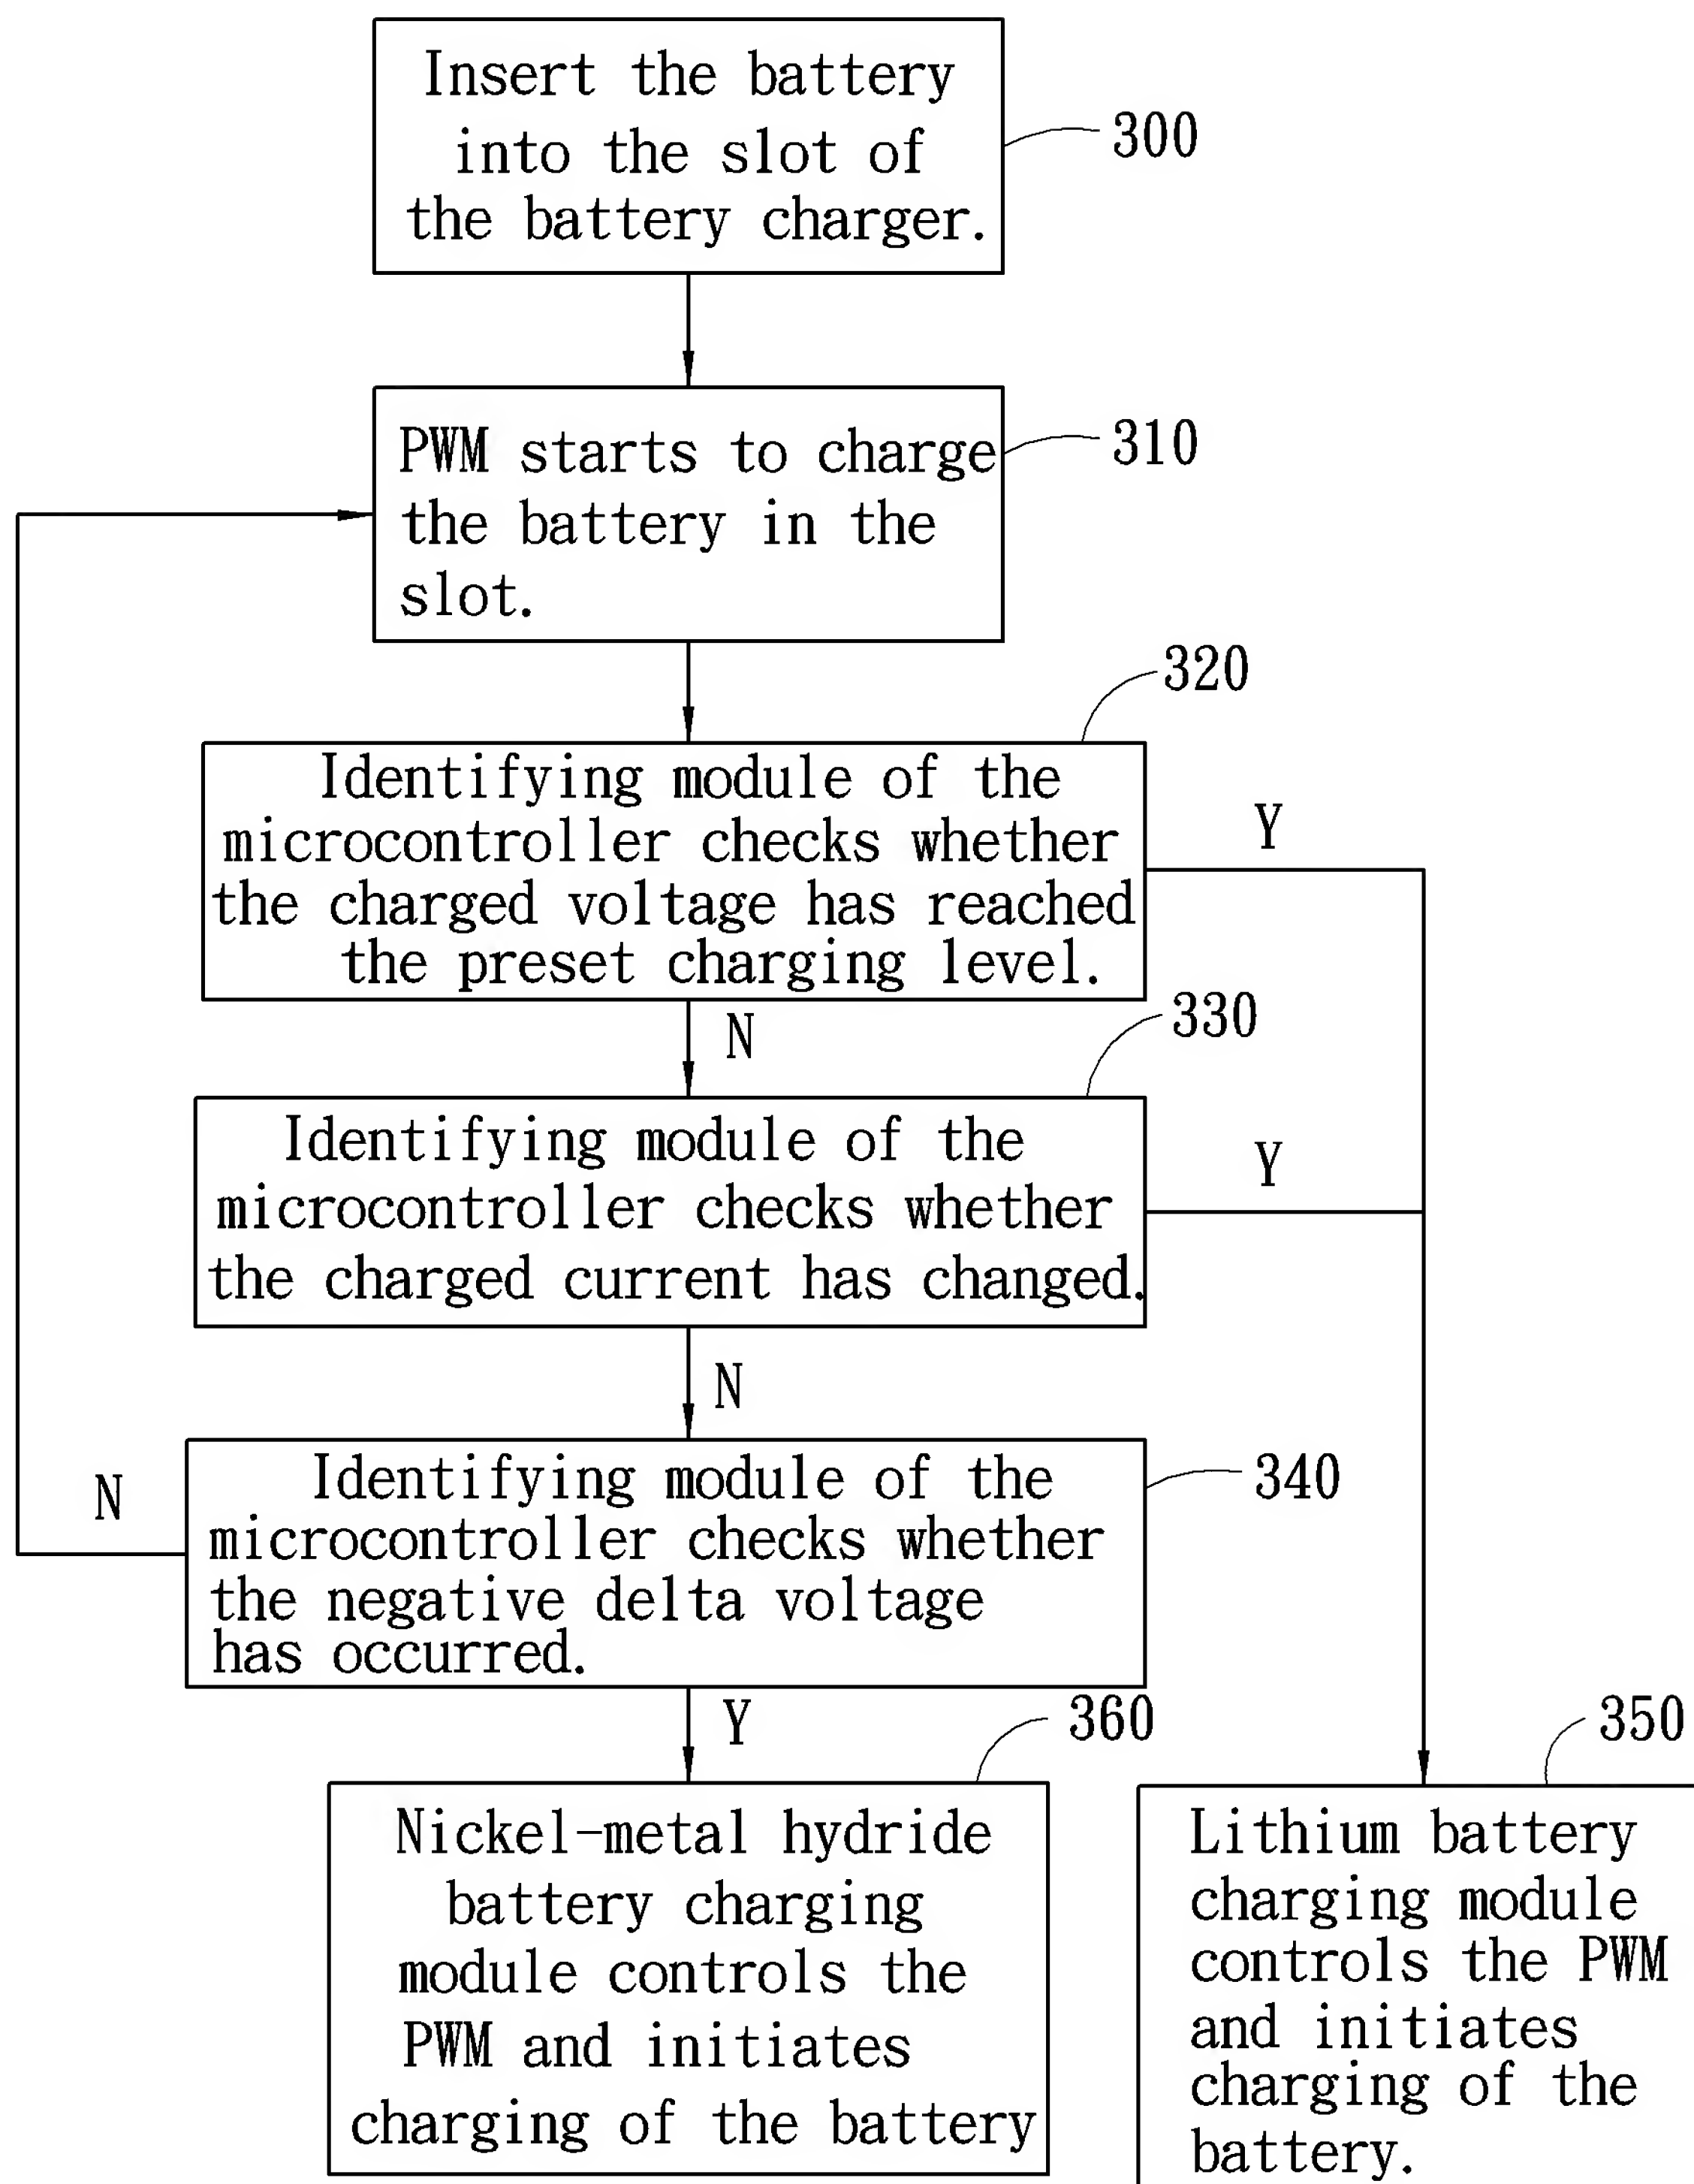 Insert the battery
into the slot of
the battery charger.
300
PWM starts to charge
the battery in the
slot.
310
320
Identifying module of the
microcontroller checks whether
the charged voltage has reached
the preset charging level.
Y
N
330
Identifying module of the
microcontroller checks whether
the charged current has changed.
Y
N
340
Identifying module of the
microcontroller checks whether
the negative delta voltage
has occurred.
N
Y
360
Nickel-metal hydride
battery charging
module controls the
PWM and initiates
charging of the battery
350
Lithium battery
charging module
controls the PWM
and initiates
charging of the
battery.